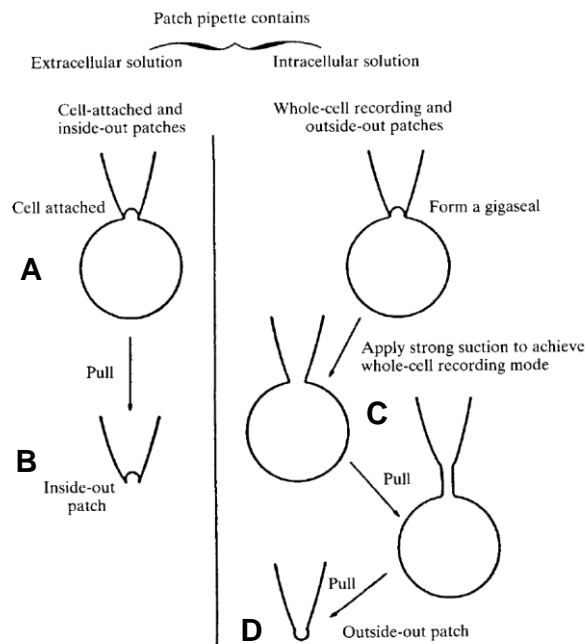 Patch pipette contains
Extracellular solution
Intracellular solution
Cell-attached and
inside-out patches
Whole-cell recording and
outside-out patches
Cell attached
Form a gigaseal
A
Apply strong suction to achieve
whole-cell recording mode
Pull
C
B
Inside-out
patch
Pull
Pull
D
Outside-out patch